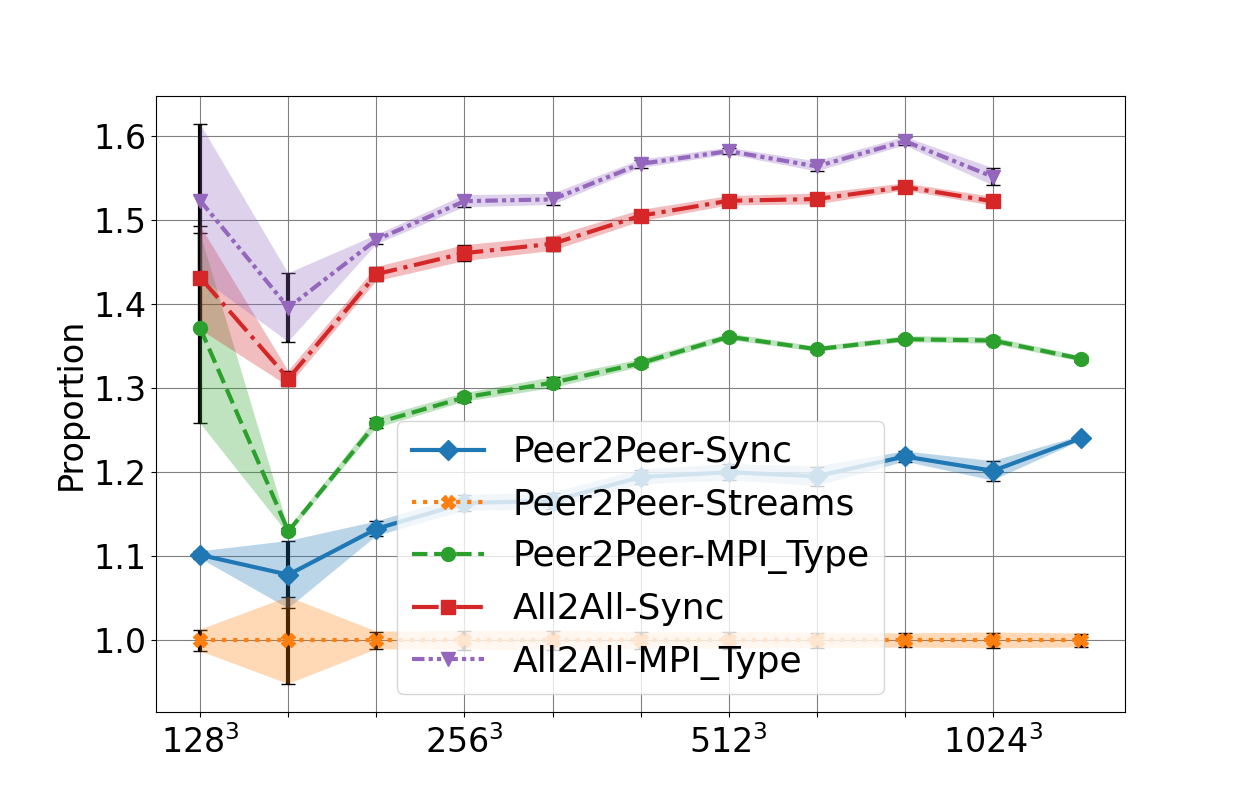 1.6
1.5
1.4
1.3
1.2
1.1
1.0
Proportion
Peer2Peer-Sync
Peer2Peer-Streams
Peer2Peer-MPI_Type
All2All-Sync
All2All-MPI_Type
128³
256³
512³
1024³